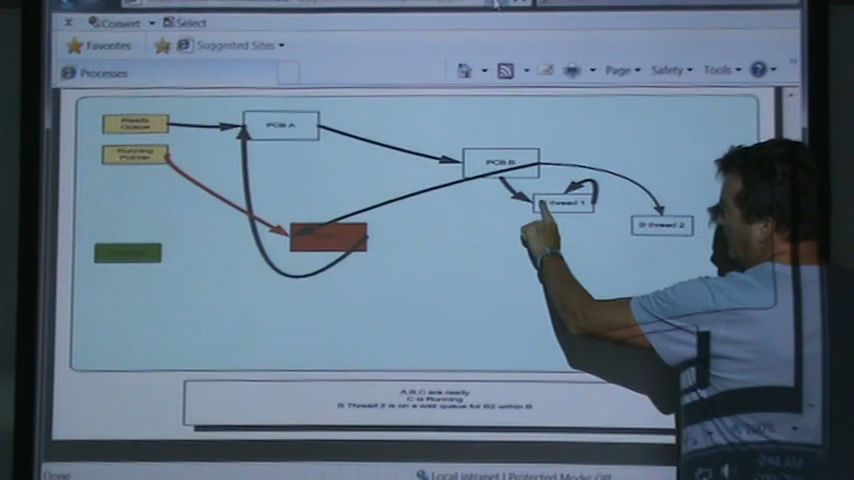 x Convert Select
Favorites Suggested Sites
Processes Page Safety Tools
Ready
Queue
PCB A
Running
Pointer
PCB B
thread 1
B thread 2
A,B,C are ready
C is Running
B Thread 2 is on a wait queue for B2 within B
Done Local intranet | Protected Mode: Off